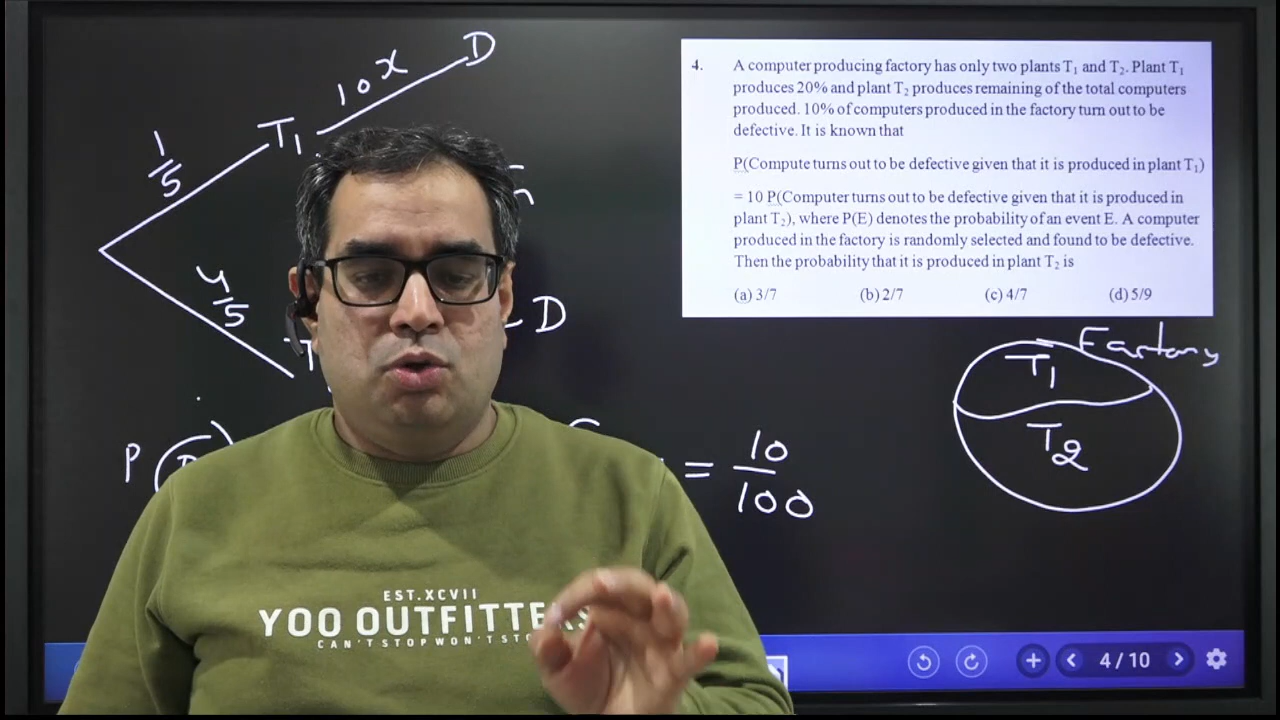 10x D
1/5 T₁
4/5
D
P(
= 10/100
4. A computer producing factory has only two plants T₁ and T₂. Plant T₁
produces 20% and plant T₂ produces remaining of the total computers
produced. 10% of computers produced in the factory turn out to be
defective. It is known that
P(Compute turns out to be defective given that it is produced in plant T₁)
= 10 P(Computer turns out to be defective given that it is produced in
plant T₂), where P(E) denotes the probability of an event E. A computer
produced in the factory is randomly selected and found to be defective.
Then the probability that it is produced in plant T₂ is
(a) 3/7 (b) 2/7 (c) 4/7 (d) 5/9
Factory
T₁
T₂
EST.XCVII
YOO OUTFITTERS
CAN'T STOP WON'T STO
4 / 10